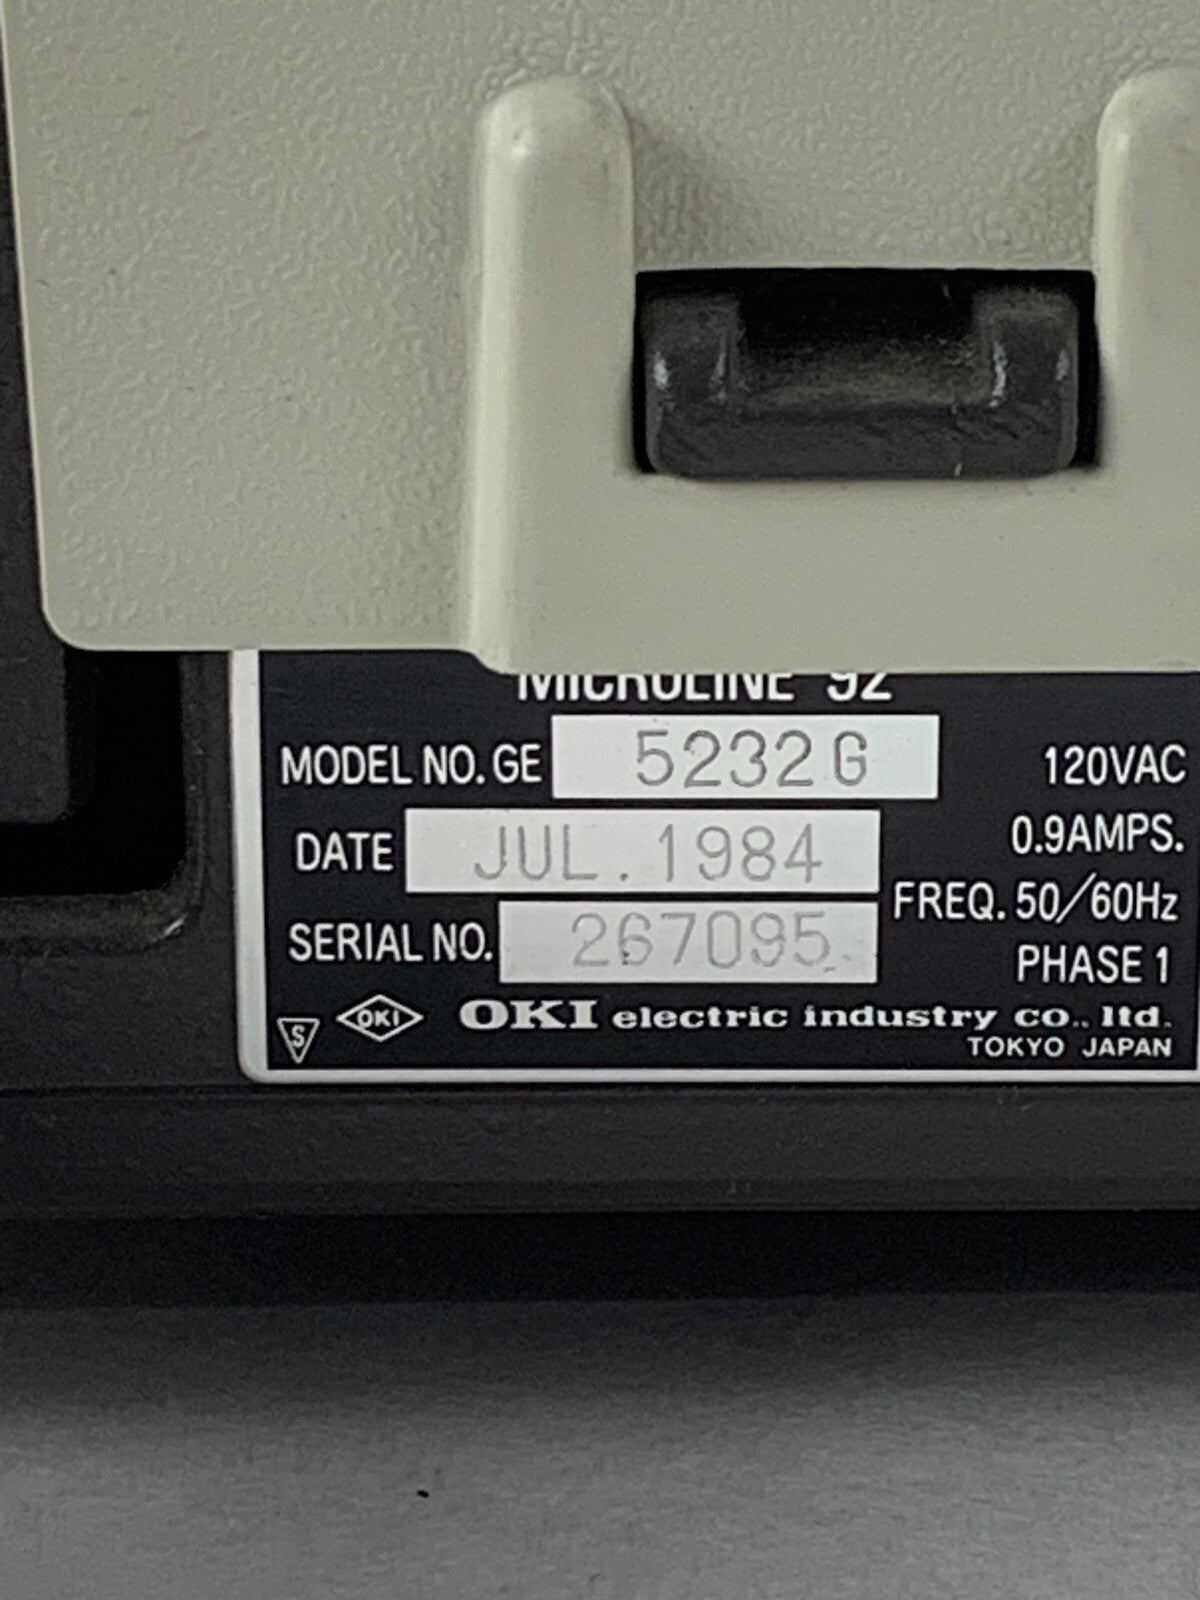 MICROLINE 92
MODEL NO. GE 5232G
120VAC
DATE JUL. 1984
0.9AMPS.
FREQ. 50/60Hz
SERIAL NO. 267095
PHASE 1
S
OKI
OKI electric industry co., ltd.
TOKYO JAPAN